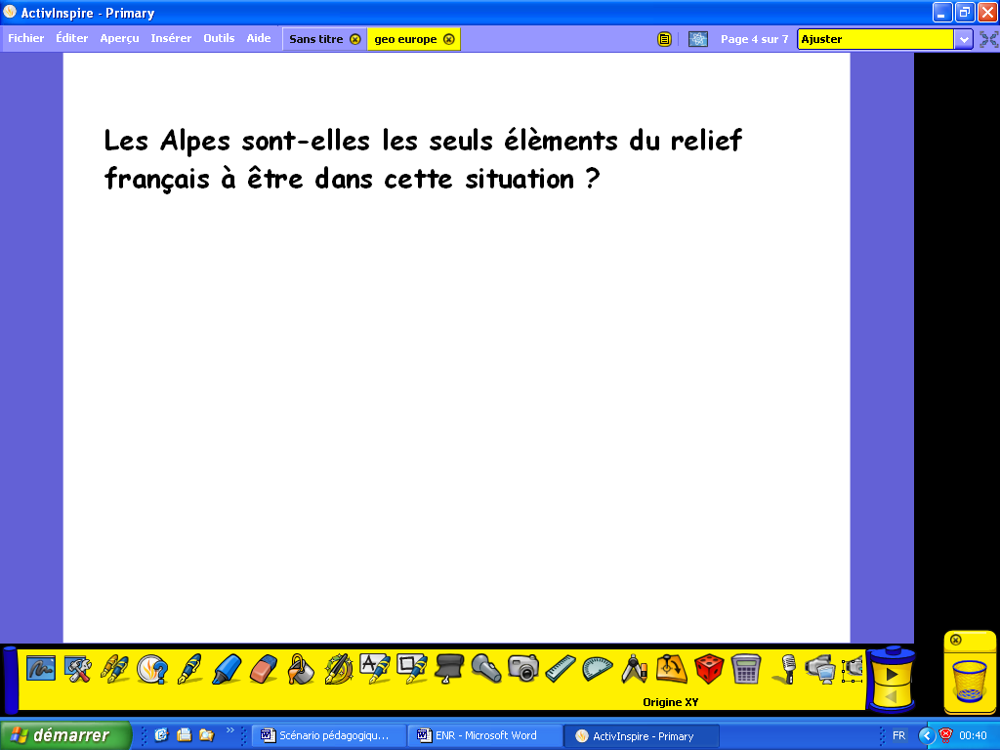 ActivInspire - Primary
Fichier Éditer Aperçu Insérer Outils Aide Sans titre geo europe Page 4 sur 7 Ajuster
Les Alpes sont-elles les seuls élèments du relief
français à être dans cette situation ?
Origine XY
démarrer Scénario pédagogiqu... ENR - Microsoft Word ActivInspire - Primary FR 00:40